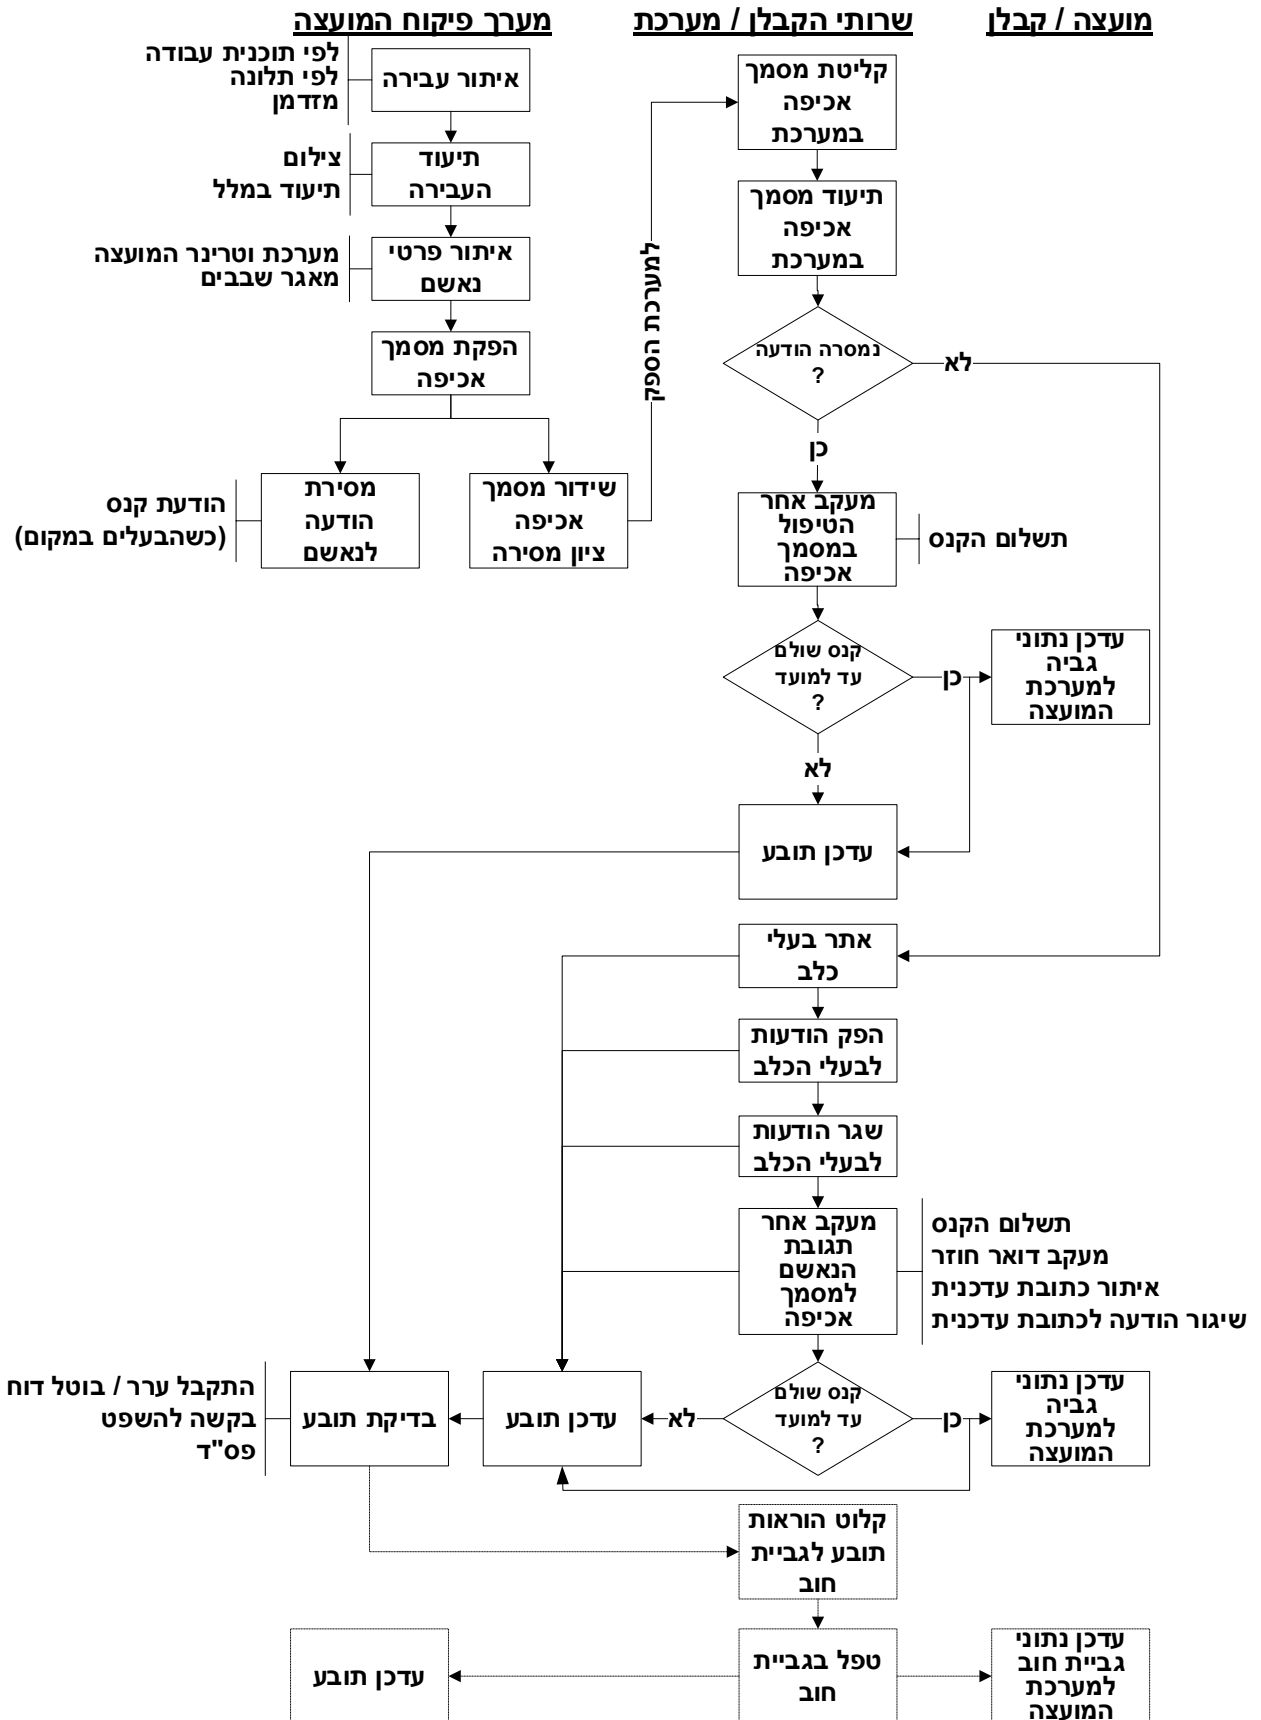 מועצה / קבלן
שרותי הקבלן / מערכת
מערך פיקוח המועצה
איתור עבירה
לפי תוכנית עבודה
לפי תלונה
מזדמן
תיעוד
העבירה
צילום
תיעוד במלל
איתור פרטי
נאשם
מערכת וטרינר המועצה
מאגר שבבים
הפקת מסמך
אכיפה
מסירת
הודעה
לנאשם
הודעת קנס
(כשהבעלים במקום)
שידור מסמך
אכיפה
ציון מסירה
למערכת הספק
קליטת מסמך
אכיפה
במערכת
תיעוד מסמך
אכיפה
במערכת
נמסרה הודעה
?
לא
כן
מעקב אחר
הטיפול
במסמך
אכיפה
תשלום הקנס
קנס שולם
עד למועד
?
כן
עדכן נתוני
גביה
למערכת
המועצה
לא
עדכן תובע
אתר בעלי
כלב
הפק הודעות
לבעלי הכלב
שגר הודעות
לבעלי הכלב
מעקב אחר
תגובת
הנאשם
למסמך
אכיפה
תשלום הקנס
מעקב דואר חוזר
איתור כתובת עדכנית
שיגור הודעה לכתובת עדכנית
קנס שולם
עד למועד
?
כן
עדכן נתוני
גביה
למערכת
המועצה
לא
עדכן תובע
בדיקת תובע
התקבל ערר / בוטל דוח
בקשה להשפט
פס"ד
קלוט הוראות
תובע לגביית
חוב
טפל בגביית
חוב
עדכן נתוני
גביית חוב
למערכת
המועצה
עדכן תובע